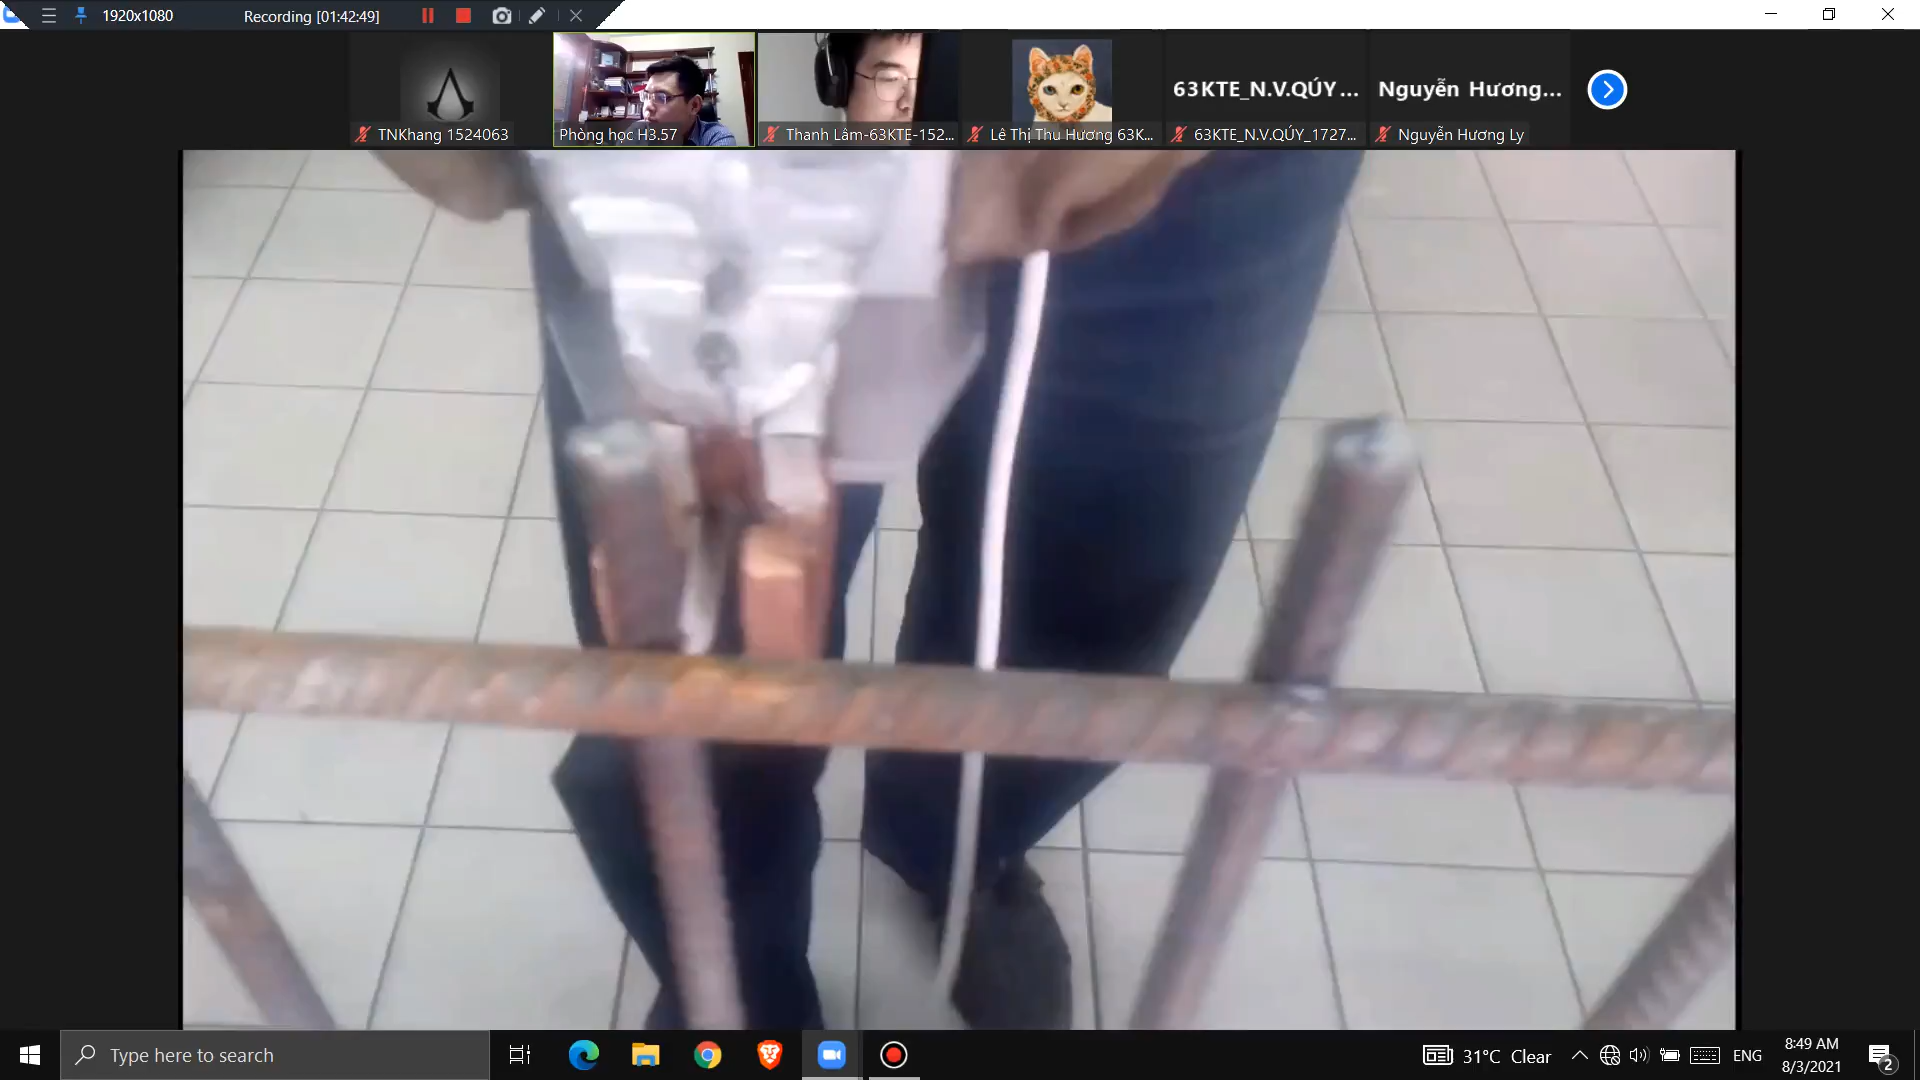 1920x1080
Recording [01:42:49]
TNKhang 1524063
Phòng học H3.57
Thanh Lâm-63KTE-152...
Lê Thị Thu Hương 63K...
63KTE_N.V.QÚY...
63KTE_N.V.QÚY_1727...
Nguyễn Hương...
Nguyễn Hương Ly
Type here to search
31°C Clear
ENG
8:49 AM
8/3/2021
2